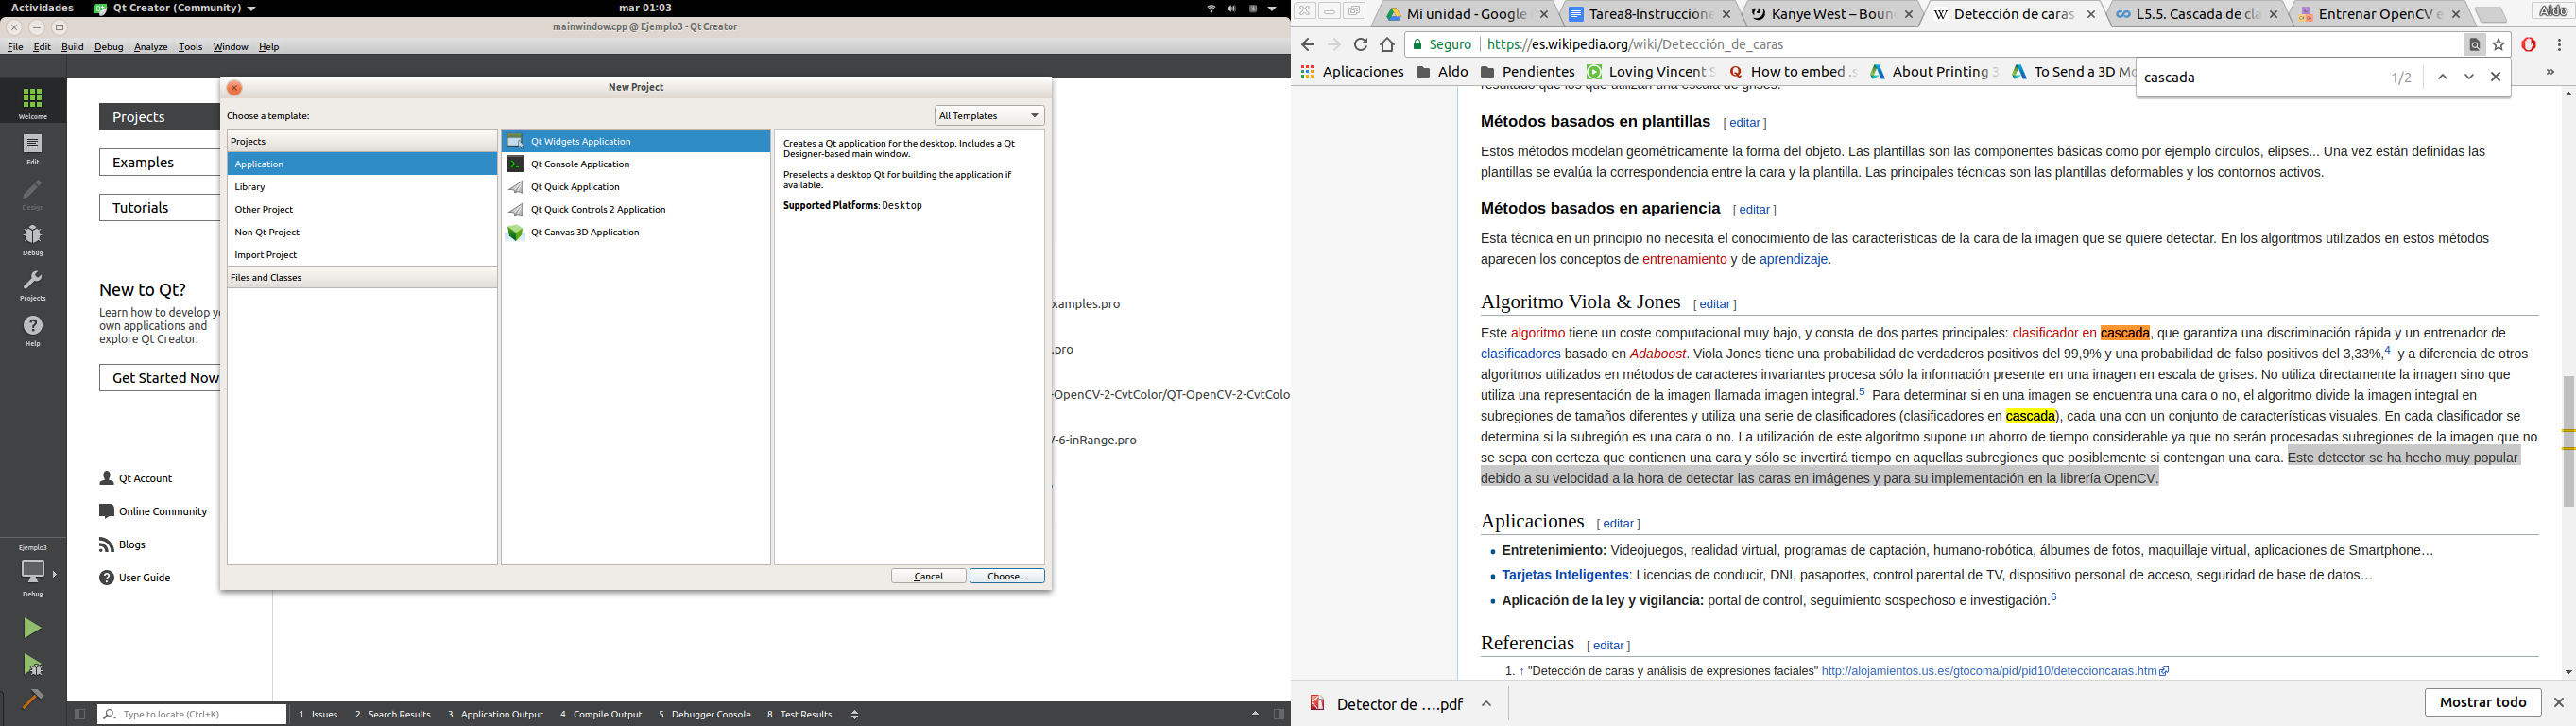 Actividades
Qt Creator (Community)
mar 01:03
mainwindow.cpp @ Ejemplo3 - Qt Creator
File Edit Build Debug Analyze Tools Window Help
Welcome
Edit
Design
Debug
Projects
Help
Ejemplo3
Debug
Projects
Examples
Tutorials
New to Qt?
Learn how to develop
own applications and
explore Qt Creator.
Get Started Now
Qt Account
Online Community
Blogs
User Guide
New Project
Choose a template:
All Templates
Projects
Application
Library
Other Project
Non-Qt Project
Import Project
Files and Classes
Qt Widgets Application
Qt Console Application
Qt Quick Application
Qt Quick Controls 2 Application
Qt Canvas 3D Application
Creates a Qt application for the desktop. Includes a Qt
Designer-based main window.
Preselects a desktop Qt for building the application if
available.
Supported Platforms: Desktop
Cancel
Choose...
xamples.pro
.pro
-OpenCV-2-CvtColor/QT-OpenCV-2-CvtColo
-6-inRange.pro
Type to locate (Ctrl+K)
1 Issues
2 Search Results
3 Application Output
4 Compile Output
5 Debugger Console
8 Test Results
Mi unidad - Google
Tarea8-Instruccione
Kanye West – Boun
Detección de caras
L5.5. Cascada de cla
Entrenar OpenCV e
Aldo
Seguro
https://es.wikipedia.org/wiki/Detección_de_caras
Aplicaciones
Aldo
Pendientes
Loving Vincent S
How to embed .s
About Printing 3
To Send a 3D Mo
»
cascada
1/2
resultado que los que utilizan una escala de grises.
Métodos basados en plantillas [ editar ]
Estos métodos modelan geométricamente la forma del objeto. Las plantillas son las componentes básicas como por ejemplo círculos, elipses... Una vez están definidas las
plantillas se evalúa la correspondencia entre la cara y la plantilla. Las principales técnicas son las plantillas deformables y los contornos activos.
Métodos basados en apariencia [ editar ]
Esta técnica en un principio no necesita el conocimiento de las características de la cara de la imagen que se quiere detectar. En los algoritmos utilizados en estos métodos
aparecen los conceptos de entrenamiento y de aprendizaje.
Algoritmo Viola & Jones [ editar ]
Este algoritmo tiene un coste computacional muy bajo, y consta de dos partes principales: clasificador en cascada, que garantiza una discriminación rápida y un entrenador de
clasificadores basado en Adaboost. Viola Jones tiene una probabilidad de verdaderos positivos del 99,9% y una probabilidad de falso positivos del 3,33%,4 y a diferencia de otros
algoritmos utilizados en métodos de caracteres invariantes procesa sólo la información presente en una imagen en escala de grises. No utiliza directamente la imagen sino que
utiliza una representación de la imagen llamada imagen integral.5 Para determinar si en una imagen se encuentra una cara o no, el algoritmo divide la imagen integral en
subregiones de tamaños diferentes y utiliza una serie de clasificadores (clasificadores en cascada), cada una con un conjunto de características visuales. En cada clasificador se
determina si la subregión es una cara o no. La utilización de este algoritmo supone un ahorro de tiempo considerable ya que no serán procesadas subregiones de la imagen que no
se sepa con certeza que contienen una cara y sólo se invertirá tiempo en aquellas subregiones que posiblemente si contengan una cara. Este detector se ha hecho muy popular
debido a su velocidad a la hora de detectar las caras en imágenes y para su implementación en la librería OpenCV.
Aplicaciones [ editar ]
• Entretenimiento: Videojuegos, realidad virtual, programas de captación, humano-robótica, álbumes de fotos, maquillaje virtual, aplicaciones de Smartphone…
• Tarjetas Inteligentes: Licencias de conducir, DNI, pasaportes, control parental de TV, dispositivo personal de acceso, seguridad de base de datos…
• Aplicación de la ley y vigilancia: portal de control, seguimiento sospechoso e investigación.6
Referencias [ editar ]
1. ↑ "Detección de caras y análisis de expresiones faciales" http://alojamientos.us.es/gtocoma/pid/pid10/deteccioncaras.htm
Detector de ....pdf
Mostrar todo